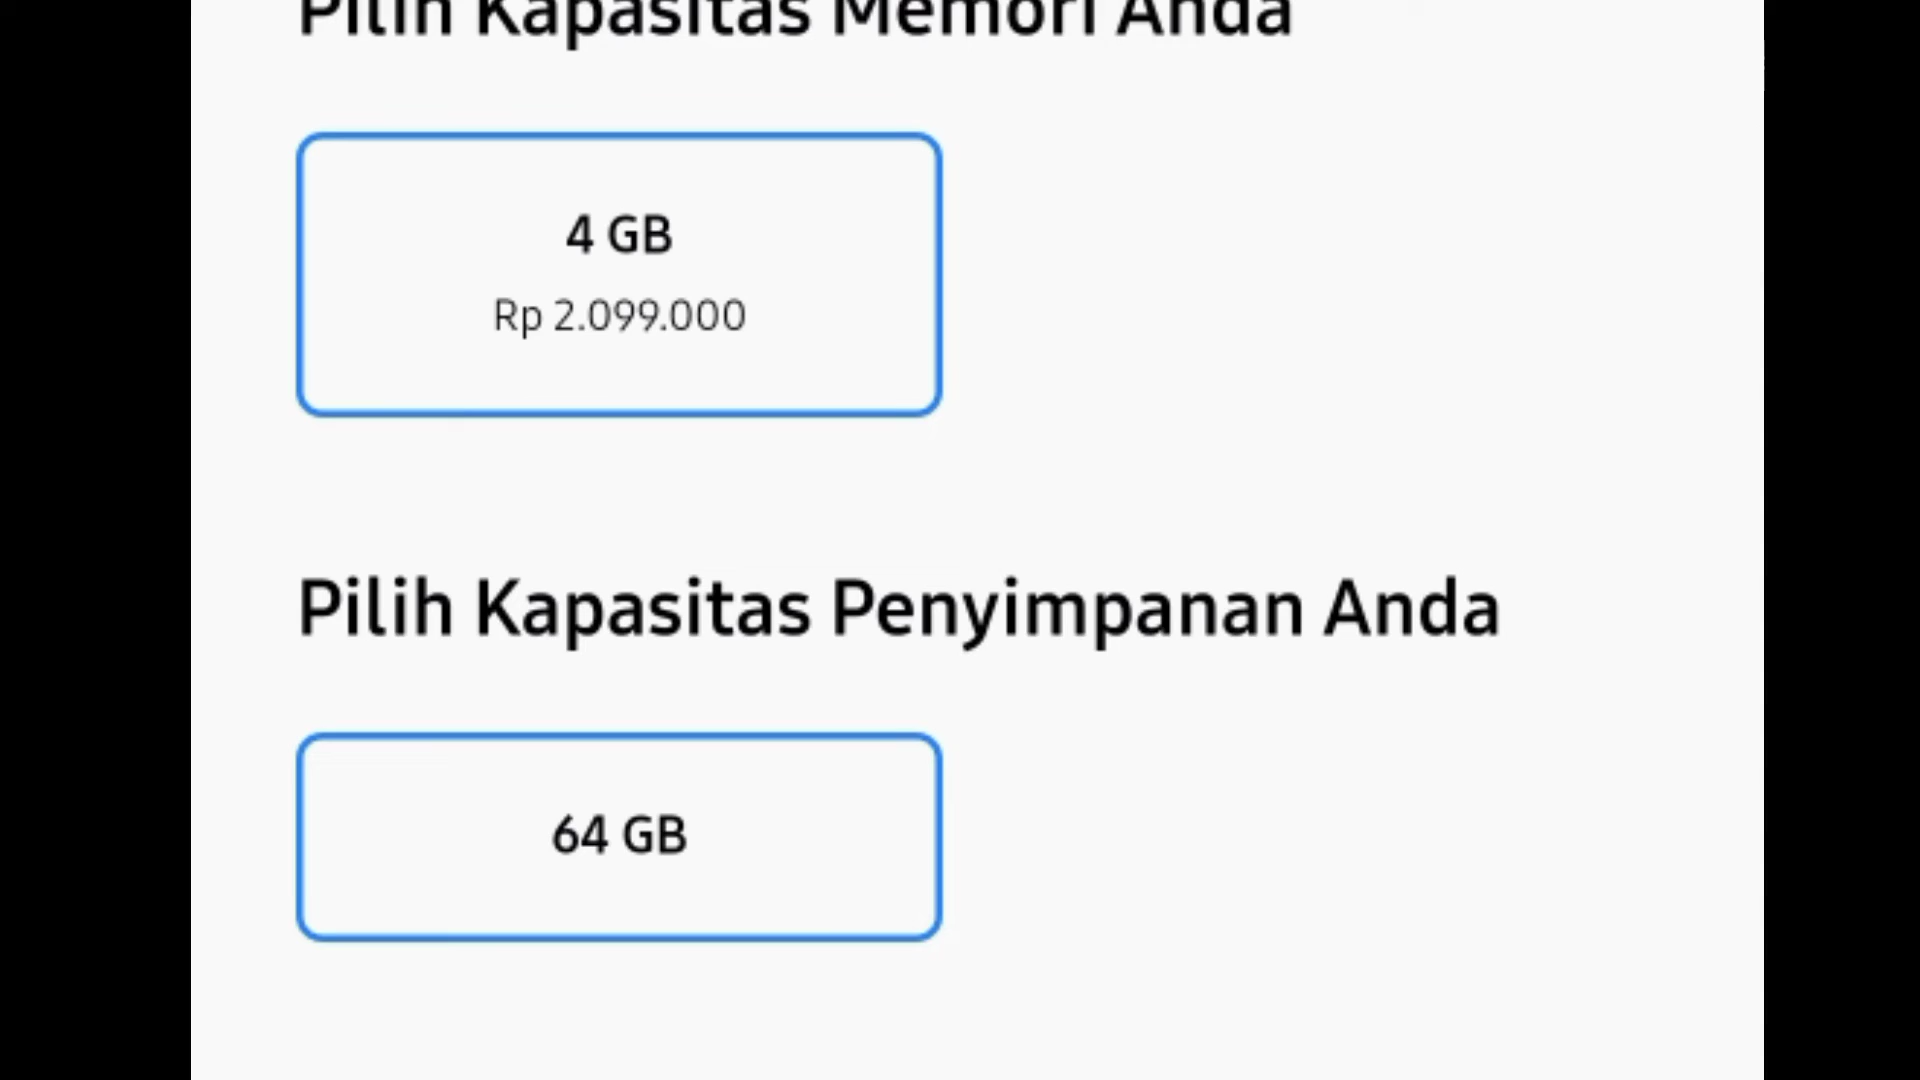 Pilih Kapasitas Memori Anda
4 GB
Rp 2.099.000
Pilih Kapasitas Penyimpanan Anda
64 GB